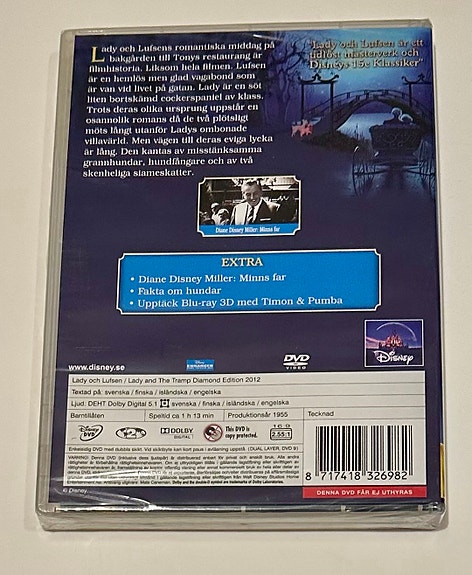 Lady och Lufsens romantiska middag på
bakgården till Tonys restaurang är
filmhistoria. Liksom hela filmen. Lufsen
är en hemlös men glad vagabond som
är van vid livet på gatan. Lady är en söt
liten bortskämd cockerspaniel av klass.
Trots deras olika ursprung uppstår en
osannolik romans då de två plötsligt
möts långt utanför Ladys ombonade
villavärld. Men vägen till deras eviga lycka
är lång. Den kantas av misstänksamma
grannhundar, hundfångare och av två
skenheliga siameskatter.
"Lady och Lufsen är ett
tidlöst mästerverk och
Disneys 15e Klassiker"
Diane Disney Miller: Minns far
EXTRA
• Diane Disney Miller: Minns far
• Fakta om hundar
• Upptäck Blu-ray 3D med Timon & Pumba
Disney
www.disney.se
DVD
VIDEO
Lady och Lufsen / Lady and The Tramp Diamond Edition 2012
Textad på: svenska / finska / isländska / engelska
Ljud: DEHT Dolby Digital 5.1 svenska / finska / isländska / engelska
Barntillåten
Speltid ca 1 h 13 min
Produktionsår 1955
Tecknad
Disney
DVD
2
DOLBY
DIGITAL
This DVD is
copy protected.
16:9
2.55:1
8 717418 326982
DENNA DVD FÅR EJ UTHYRAS
© Disney